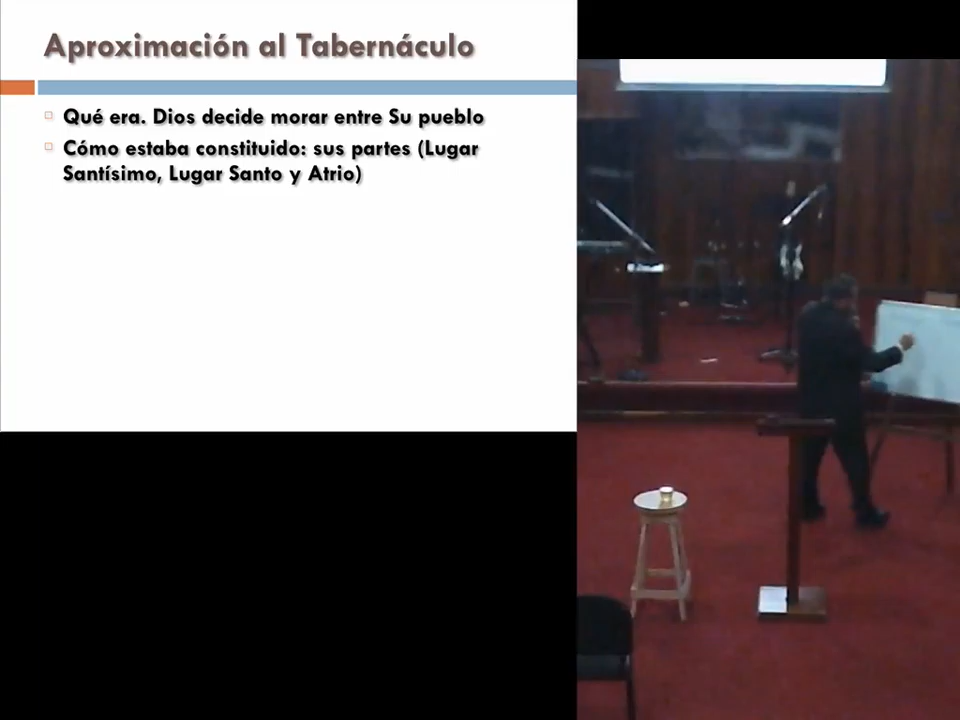 Aproximación al Tabernáculo
Qué era. Dios decide morar entre Su pueblo
Cómo estaba constituido: sus partes (Lugar
Santísimo, Lugar Santo y Atrio)